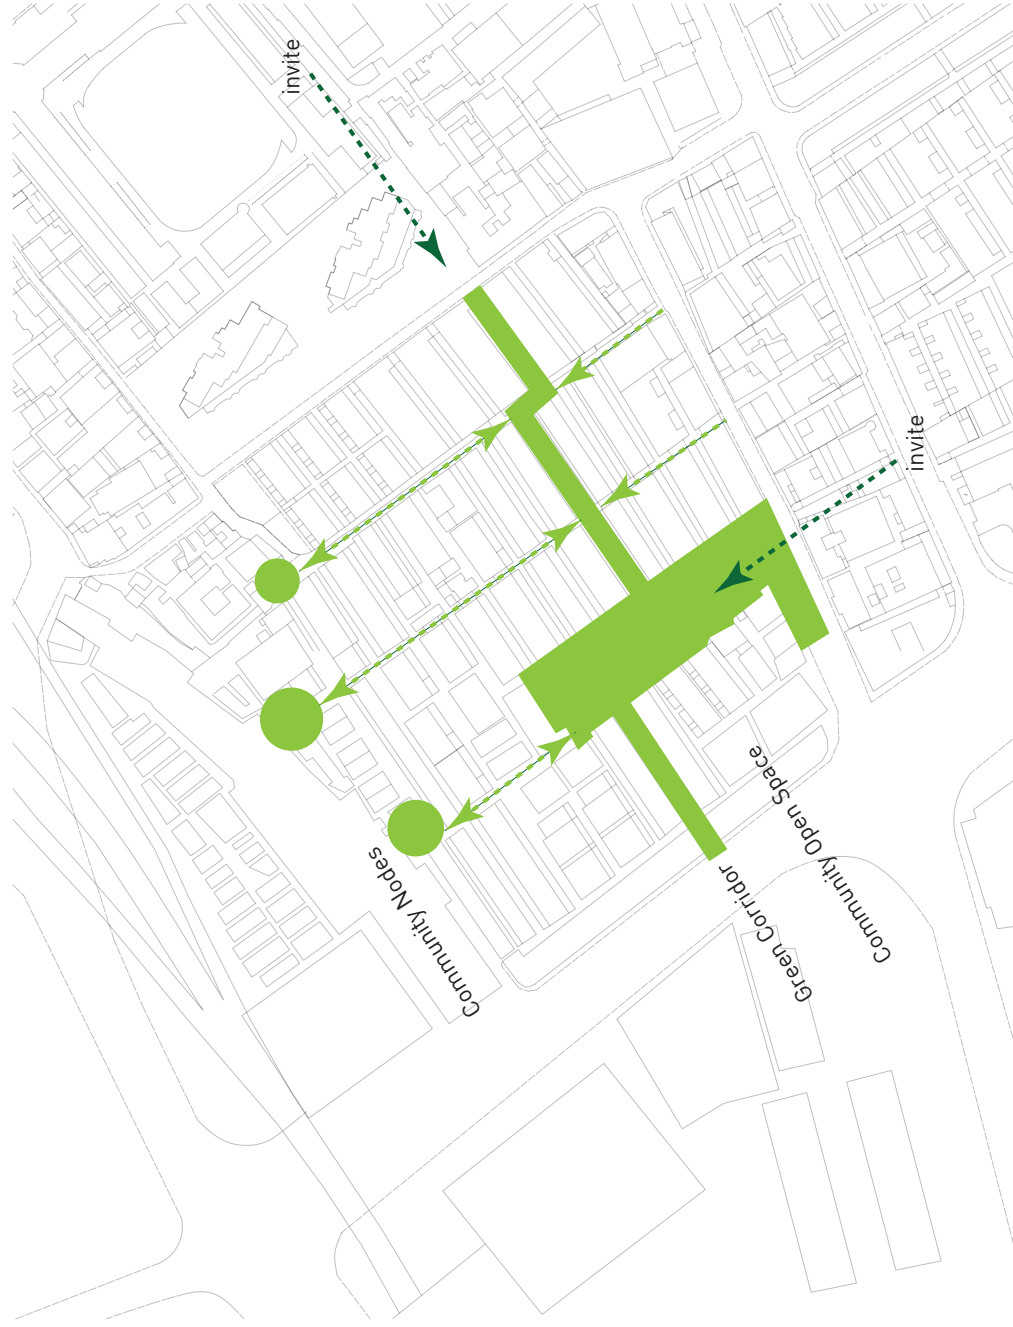 invite
invite
Community Open Space
Green Corridor
Community Nodes